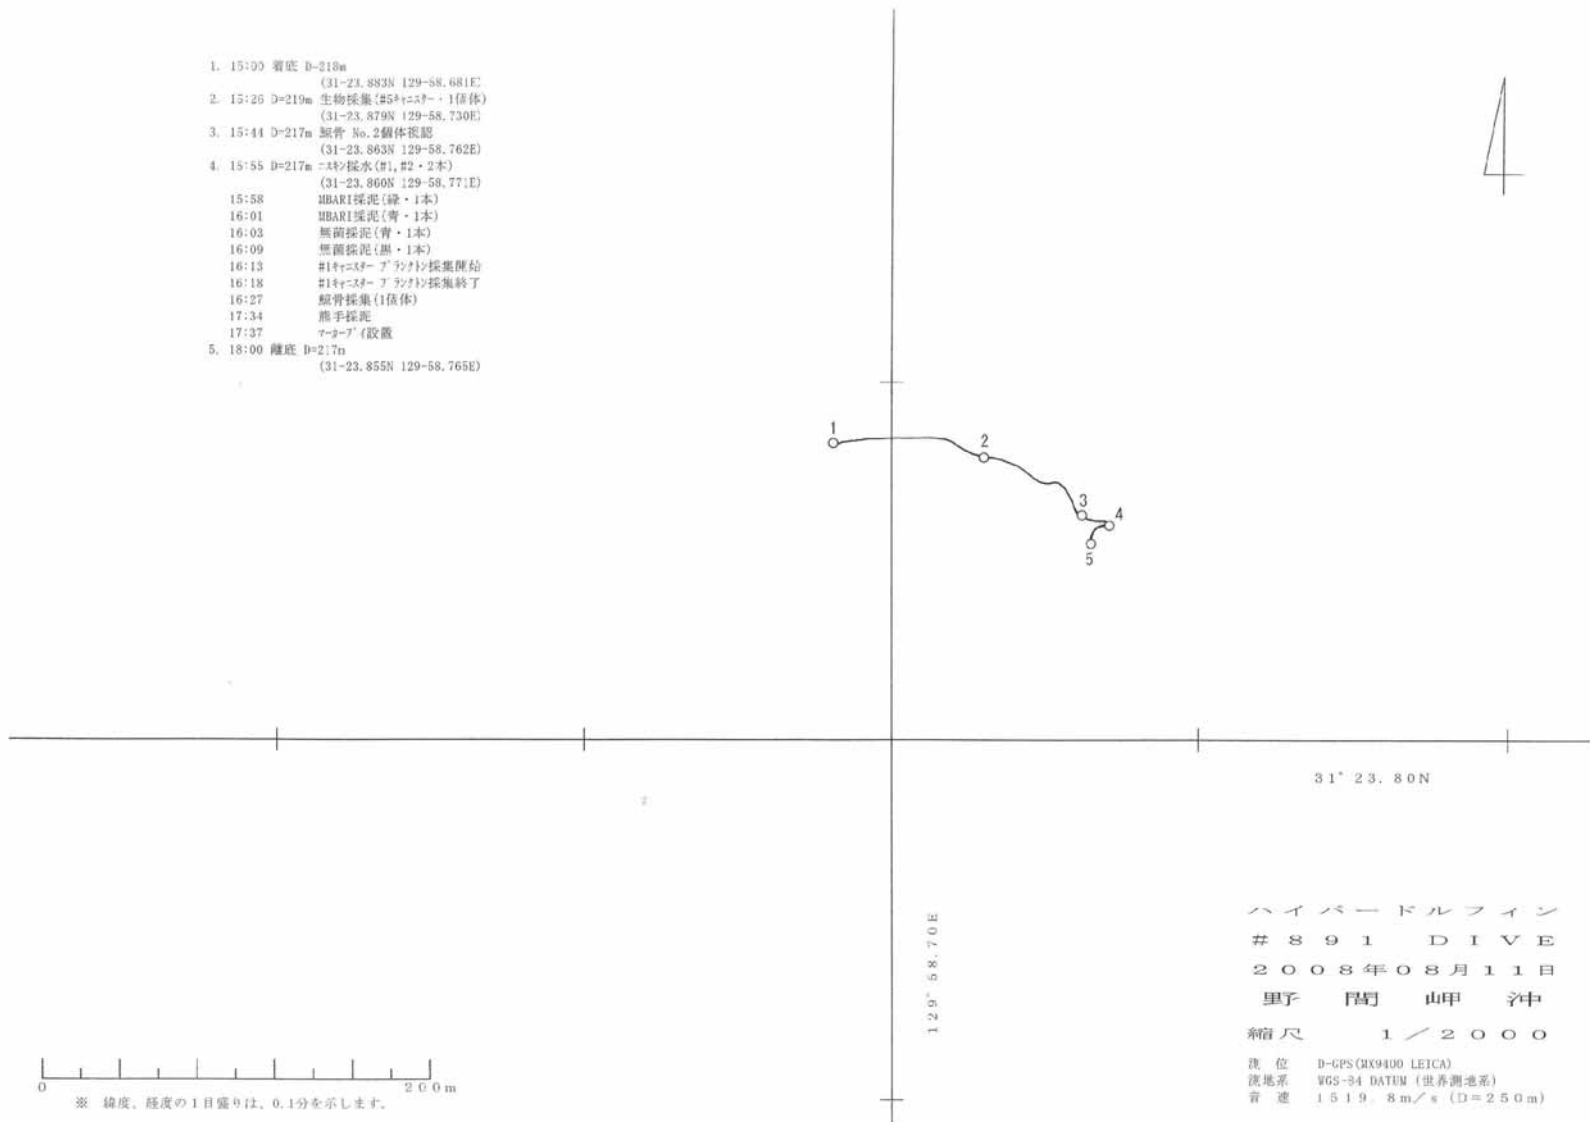 1. 15:00 着底 D=218m
(31-23.883N 129-58.681E)
2. 15:26 D=219m 生物採集(#5キャニスター・1個体)
(31-23.879N 129-58.730E)
3. 15:44 D=217m 鯨骨 No.2個体視認
(31-23.863N 129-58.762E)
4. 15:55 D=217m ニスキン採水(#1,#2・2本)
(31-23.860N 129-58.771E)
15:58 MBARI採泥(緑・1本)
16:01 MBARI採泥(青・1本)
16:03 無菌採泥(青・1本)
16:09 無菌採泥(黒・1本)
16:13 #1キャニスター プランクトン採集開始
16:18 #1キャニスター プランクトン採集終了
16:27 鯨骨採集(1個体)
17:34 熊手採泥
17:37 マーカーブイ設置
5. 18:00 離底 D=217m
(31-23.855N 129-58.765E)
1
2
3
4
5
31° 23.80N
129° 58.70E
ハイパードルフィン
#891 DIVE
2008年08月11日
野間岬沖
縮尺 1/2000
測位 D-GPS(MX9400 LEICA)
測地系 WGS-84 DATUM (世界測地系)
音速 1519.8m/s (D=250m)
0 200m
※ 緯度、経度の1目盛りは、0.1分を示します。